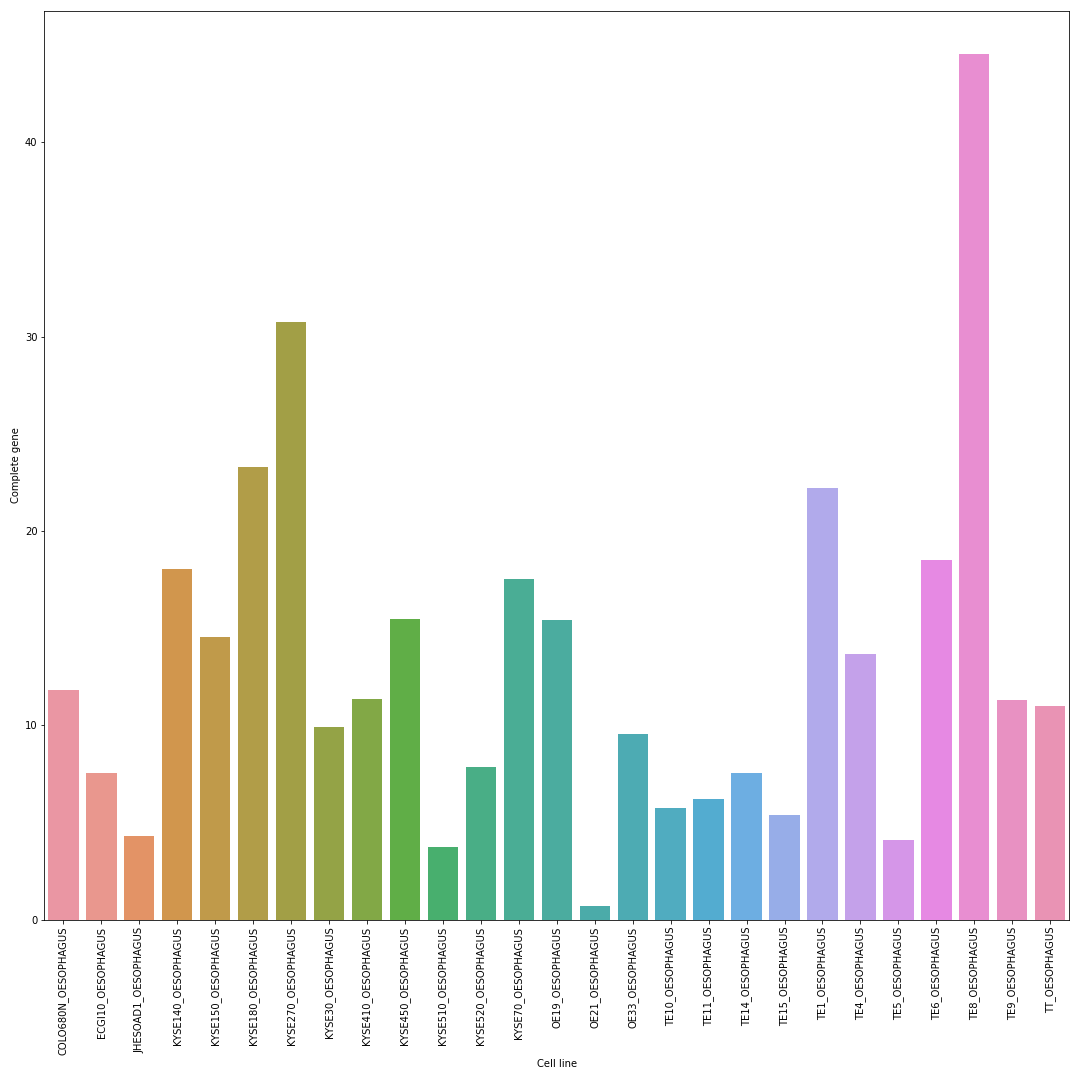 Complete gene
40
30
20
10
0
COLO680N_OESOPHAGUS
ECGI10_OESOPHAGUS
JHESOAD1_OESOPHAGUS
KYSE140_OESOPHAGUS
KYSE150_OESOPHAGUS
KYSE180_OESOPHAGUS
KYSE270_OESOPHAGUS
KYSE30_OESOPHAGUS
KYSE410_OESOPHAGUS
KYSE450_OESOPHAGUS
KYSE510_OESOPHAGUS
KYSE520_OESOPHAGUS
KYSE70_OESOPHAGUS
OE19_OESOPHAGUS
OE21_OESOPHAGUS
OE33_OESOPHAGUS
TE10_OESOPHAGUS
TE11_OESOPHAGUS
TE14_OESOPHAGUS
TE15_OESOPHAGUS
TE1_OESOPHAGUS
TE4_OESOPHAGUS
TE5_OESOPHAGUS
TE6_OESOPHAGUS
TE8_OESOPHAGUS
TE9_OESOPHAGUS
TT_OESOPHAGUS
Cell line